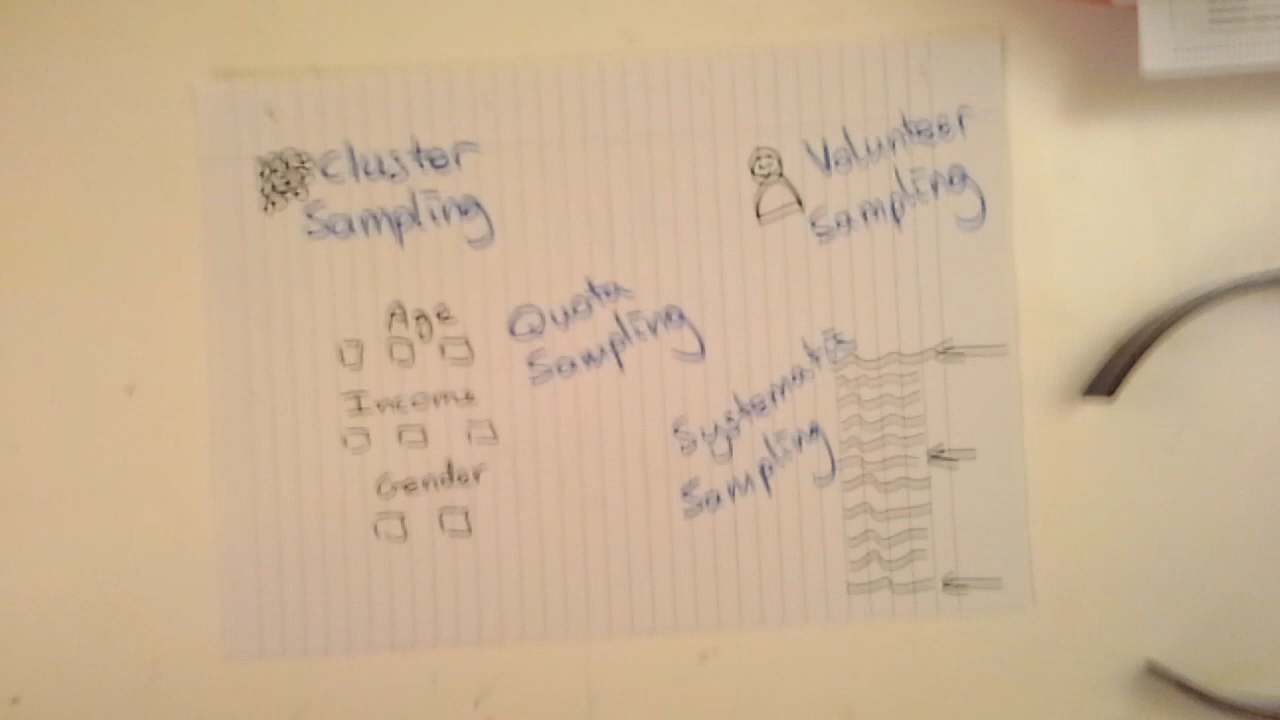 Cluster
Sampling
Volunteer
Sampling
Age
Income
Gender
Quota
Sampling
Systematic
Sampling